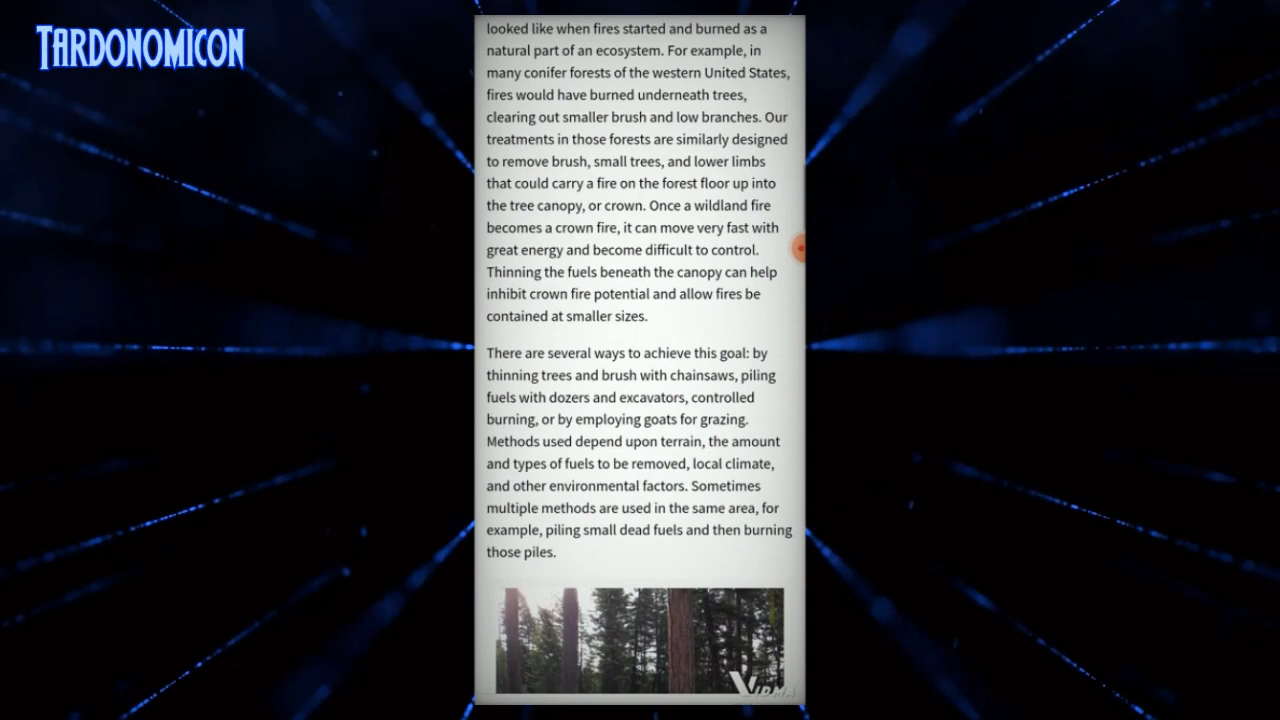 TARDONOMICON
looked like when fires started and burned as a
natural part of an ecosystem. For example, in
many conifer forests of the western United States,
fires would have burned underneath trees,
clearing out smaller brush and low branches. Our
treatments in those forests are similarly designed
to remove brush, small trees, and lower limbs
that could carry a fire on the forest floor up into
the tree canopy, or crown. Once a wildland fire
becomes a crown fire, it can move very fast with
great energy and become difficult to control.
Thinning the fuels beneath the canopy can help
inhibit crown fire potential and allow fires be
contained at smaller sizes.
There are several ways to achieve this goal: by
thinning trees and brush with chainsaws, piling
fuels with dozers and excavators, controlled
burning, or by employing goats for grazing.
Methods used depend upon terrain, the amount
and types of fuels to be removed, local climate,
and other environmental factors. Sometimes
multiple methods are used in the same area, for
example, piling small dead fuels and then burning
those piles.
VIDMA